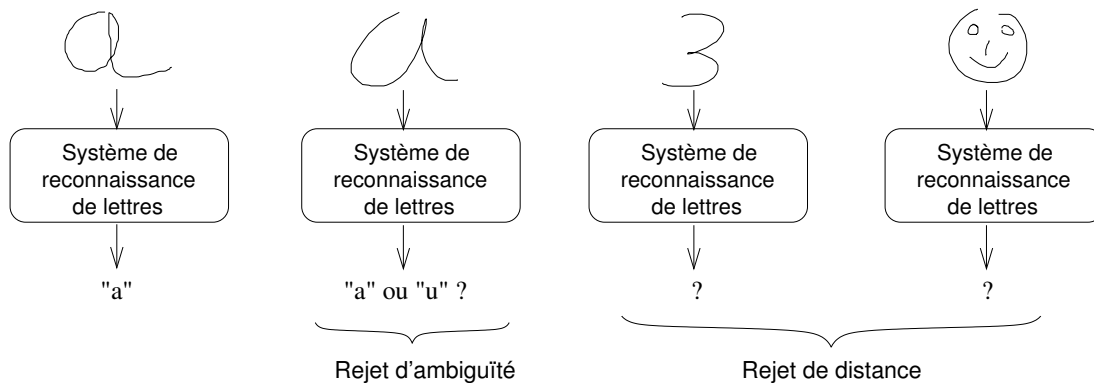 a
a
3
Système de
reconnaissance
de lettres
Système de
reconnaissance
de lettres
Système de
reconnaissance
de lettres
Système de
reconnaissance
de lettres
"a"
"a" ou "u" ?
?
?
Rejet d'ambiguïté
Rejet de distance